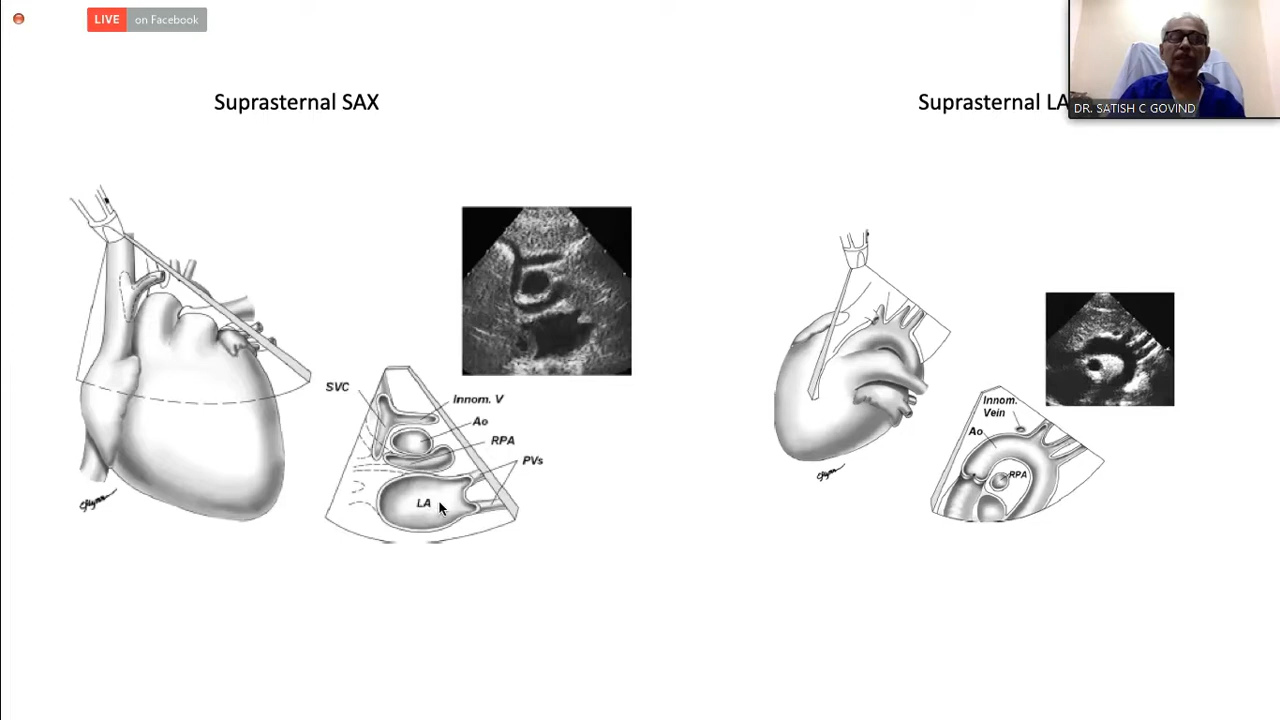 LIVE on Facebook
Suprasternal SAX
Suprasternal LA
DR. SATISH C GOVIND
SVC
Innom. V
Ao
RPA
PVs
LA
Innom.
Vein
Ao
RPA